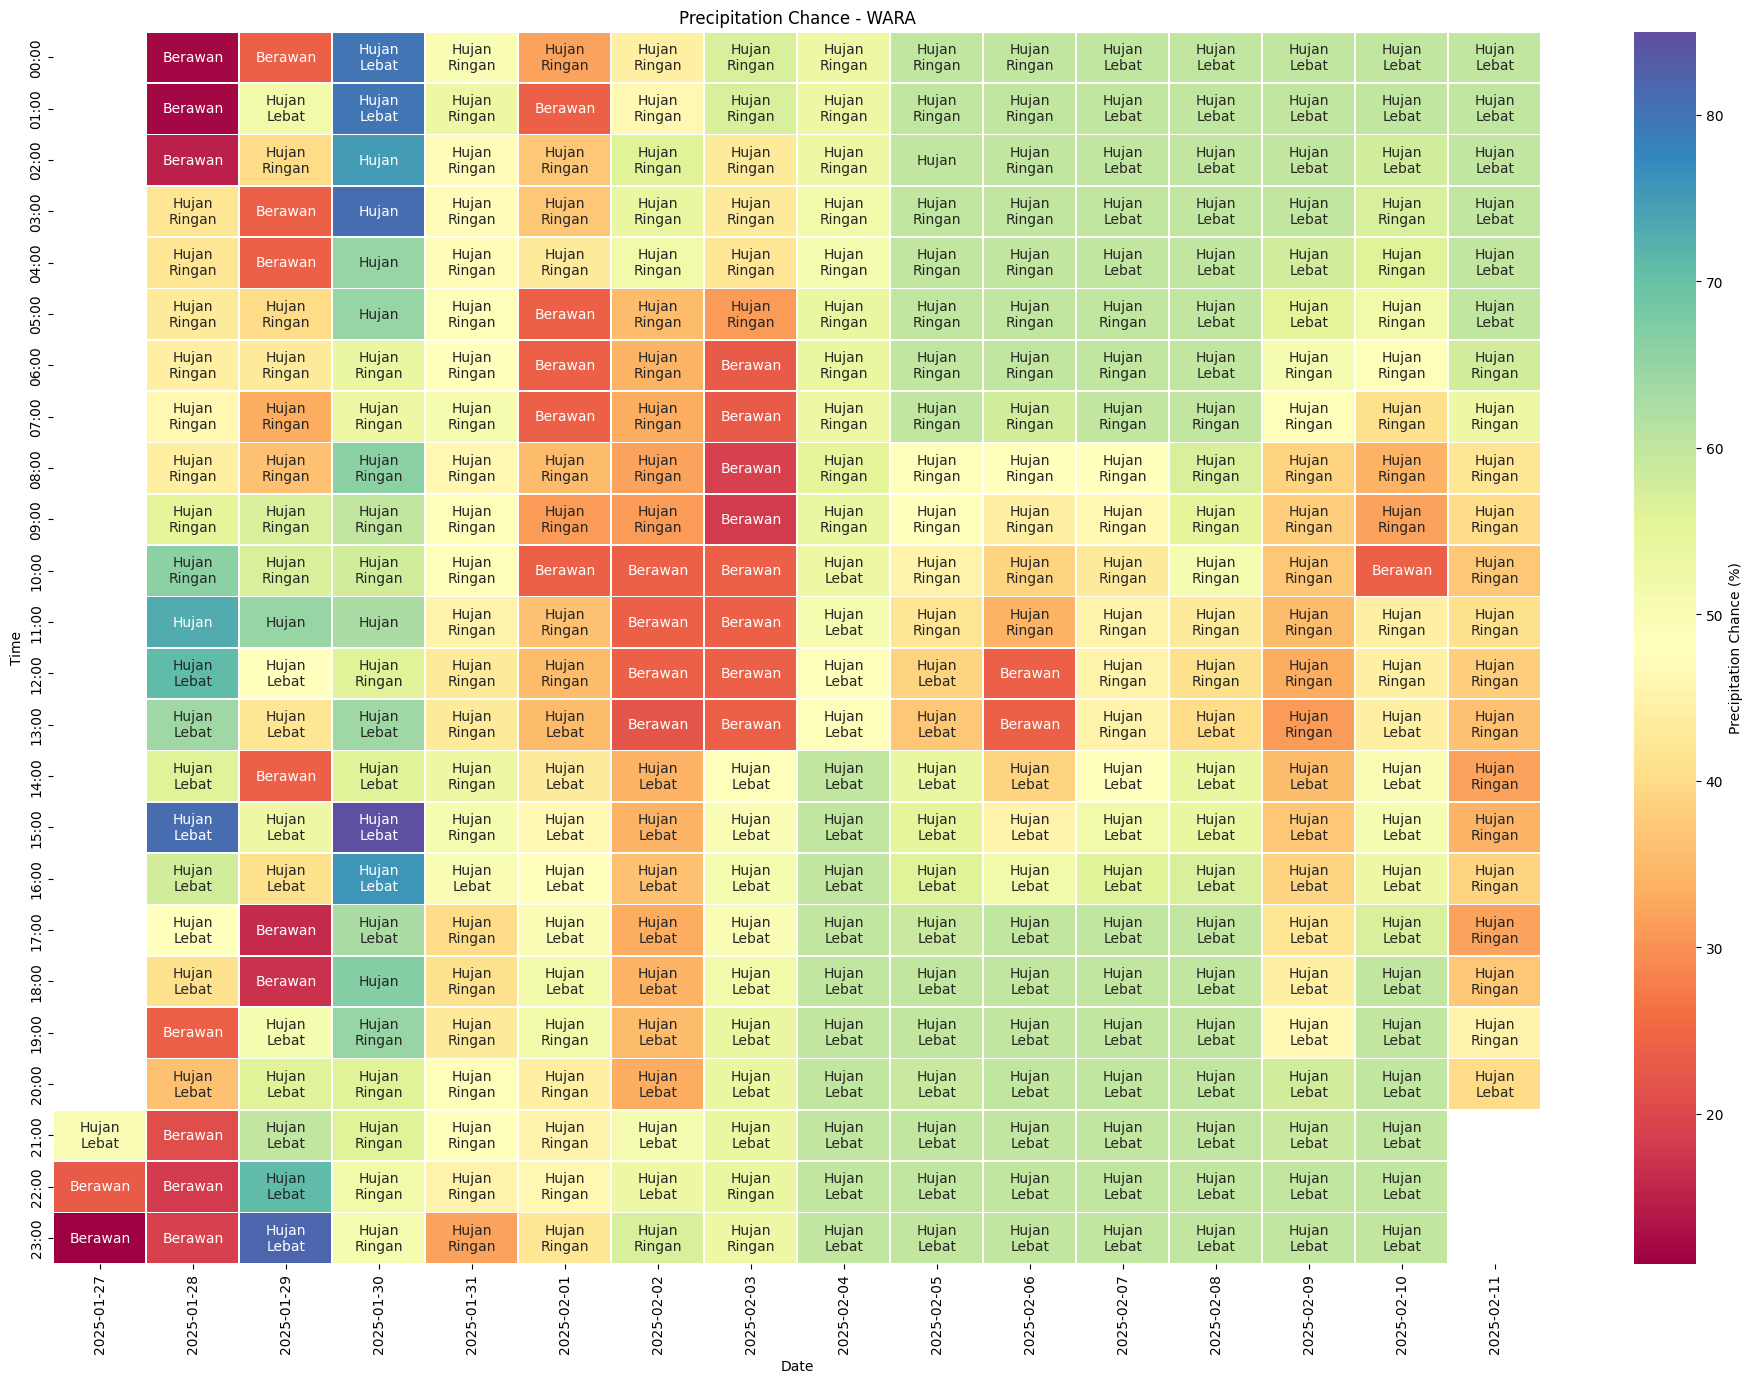 Precipitation Chance - WARA
00:00 Berawan Berawan Hujan Lebat Hujan Ringan Hujan Ringan Hujan Ringan Hujan Ringan Hujan Ringan Hujan Ringan Hujan Ringan Hujan Lebat Hujan Lebat Hujan Lebat Hujan Lebat Hujan Lebat
01:00 Berawan Hujan Lebat Hujan Lebat Hujan Ringan Berawan Hujan Ringan Hujan Ringan Hujan Ringan Hujan Ringan Hujan Ringan Hujan Lebat Hujan Lebat Hujan Lebat Hujan Lebat Hujan Lebat
02:00 Berawan Hujan Ringan Hujan Hujan Ringan Hujan Ringan Hujan Ringan Hujan Ringan Hujan Ringan Hujan Hujan Ringan Hujan Lebat Hujan Lebat Hujan Lebat Hujan Lebat Hujan Lebat
03:00 Hujan Ringan Berawan Hujan Hujan Ringan Hujan Ringan Hujan Ringan Hujan Ringan Hujan Ringan Hujan Ringan Hujan Ringan Hujan Lebat Hujan Lebat Hujan Lebat Hujan Ringan Hujan Lebat
04:00 Hujan Ringan Berawan Hujan Hujan Ringan Hujan Ringan Hujan Ringan Hujan Ringan Hujan Ringan Hujan Ringan Hujan Ringan Hujan Lebat Hujan Lebat Hujan Lebat Hujan Ringan Hujan Lebat
05:00 Hujan Ringan Hujan Ringan Hujan Hujan Ringan Berawan Hujan Ringan Hujan Ringan Hujan Ringan Hujan Ringan Hujan Ringan Hujan Ringan Hujan Lebat Hujan Lebat Hujan Ringan Hujan Lebat
06:00 Hujan Ringan Hujan Ringan Hujan Ringan Hujan Ringan Berawan Hujan Ringan Berawan Hujan Ringan Hujan Ringan Hujan Ringan Hujan Ringan Hujan Lebat Hujan Ringan Hujan Ringan Hujan Ringan
07:00 Hujan Ringan Hujan Ringan Hujan Ringan Hujan Ringan Berawan Hujan Ringan Berawan Hujan Ringan Hujan Ringan Hujan Ringan Hujan Ringan Hujan Ringan Hujan Ringan Hujan Ringan Hujan Ringan
08:00 Hujan Ringan Hujan Ringan Hujan Ringan Hujan Ringan Hujan Ringan Hujan Ringan Berawan Hujan Ringan Hujan Ringan Hujan Ringan Hujan Ringan Hujan Ringan Hujan Ringan Hujan Ringan Hujan Ringan
09:00 Hujan Ringan Hujan Ringan Hujan Ringan Hujan Ringan Hujan Ringan Hujan Ringan Berawan Hujan Ringan Hujan Ringan Hujan Ringan Hujan Ringan Hujan Ringan Hujan Ringan Hujan Ringan Hujan Ringan
10:00 Hujan Ringan Hujan Ringan Hujan Ringan Hujan Ringan Berawan Berawan Berawan Hujan Lebat Hujan Ringan Hujan Ringan Hujan Ringan Hujan Ringan Hujan Ringan Berawan Hujan Ringan
11:00 Hujan Hujan Hujan Hujan Ringan Hujan Ringan Berawan Berawan Hujan Lebat Hujan Ringan Hujan Ringan Hujan Ringan Hujan Ringan Hujan Ringan Hujan Ringan Hujan Ringan
12:00 Hujan Lebat Hujan Lebat Hujan Ringan Hujan Ringan Hujan Ringan Berawan Berawan Hujan Lebat Hujan Lebat Berawan Hujan Ringan Hujan Ringan Hujan Ringan Hujan Ringan Hujan Ringan
13:00 Hujan Lebat Hujan Lebat Hujan Lebat Hujan Ringan Hujan Lebat Berawan Berawan Hujan Lebat Hujan Lebat Berawan Hujan Ringan Hujan Lebat Hujan Ringan Hujan Lebat Hujan Ringan
14:00 Hujan Lebat Berawan Hujan Lebat Hujan Ringan Hujan Lebat Hujan Lebat Hujan Lebat Hujan Lebat Hujan Lebat Hujan Lebat Hujan Lebat Hujan Lebat Hujan Lebat Hujan Lebat Hujan Ringan
15:00 Hujan Lebat Hujan Lebat Hujan Lebat Hujan Ringan Hujan Lebat Hujan Lebat Hujan Lebat Hujan Lebat Hujan Lebat Hujan Lebat Hujan Lebat Hujan Lebat Hujan Lebat Hujan Lebat Hujan Ringan
16:00 Hujan Lebat Hujan Lebat Hujan Lebat Hujan Lebat Hujan Lebat Hujan Lebat Hujan Lebat Hujan Lebat Hujan Lebat Hujan Lebat Hujan Lebat Hujan Lebat Hujan Lebat Hujan Lebat Hujan Ringan
17:00 Hujan Lebat Berawan Hujan Lebat Hujan Ringan Hujan Lebat Hujan Lebat Hujan Lebat Hujan Lebat Hujan Lebat Hujan Lebat Hujan Lebat Hujan Lebat Hujan Lebat Hujan Lebat Hujan Ringan
18:00 Hujan Lebat Berawan Hujan Hujan Ringan Hujan Lebat Hujan Lebat Hujan Lebat Hujan Lebat Hujan Lebat Hujan Lebat Hujan Lebat Hujan Lebat Hujan Lebat Hujan Lebat Hujan Ringan
19:00 Berawan Hujan Lebat Hujan Ringan Hujan Ringan Hujan Ringan Hujan Lebat Hujan Lebat Hujan Lebat Hujan Lebat Hujan Lebat Hujan Lebat Hujan Lebat Hujan Lebat Hujan Lebat Hujan Ringan
20:00 Hujan Lebat Hujan Lebat Hujan Ringan Hujan Ringan Hujan Ringan Hujan Lebat Hujan Lebat Hujan Lebat Hujan Lebat Hujan Lebat Hujan Lebat Hujan Lebat Hujan Lebat Hujan Lebat Hujan Lebat
21:00 Hujan Lebat Berawan Hujan Lebat Hujan Ringan Hujan Ringan Hujan Ringan Hujan Lebat Hujan Lebat Hujan Lebat Hujan Lebat Hujan Lebat Hujan Lebat Hujan Lebat Hujan Lebat Hujan Lebat
22:00 Berawan Berawan Hujan Lebat Hujan Ringan Hujan Ringan Hujan Ringan Hujan Lebat Hujan Ringan Hujan Lebat Hujan Lebat Hujan Lebat Hujan Lebat Hujan Lebat Hujan Lebat Hujan Lebat
23:00 Berawan Berawan Hujan Lebat Hujan Ringan Hujan Ringan Hujan Ringan Hujan Ringan Hujan Ringan Hujan Lebat Hujan Lebat Hujan Lebat Hujan Lebat Hujan Lebat Hujan Lebat Hujan Lebat
Time
2025-01-27 2025-01-28 2025-01-29 2025-01-30 2025-01-31 2025-02-01 2025-02-02 2025-02-03 2025-02-04 2025-02-05 2025-02-06 2025-02-07 2025-02-08 2025-02-09 2025-02-10 2025-02-11
Date
80
70
60
50
40
30
20
Precipitation Chance (%)